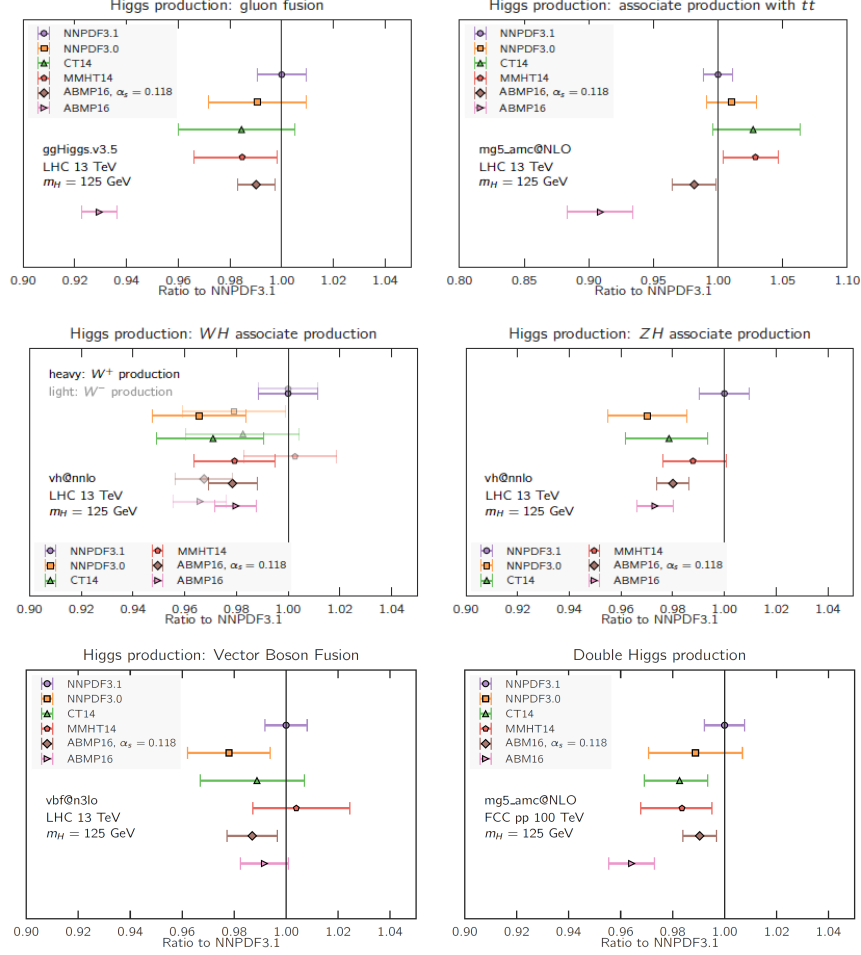 Higgs production: gluon fusion
NNPDF3.1
NNPDF3.0
CT14
MMHT14
ABMP16, αs = 0.118
ABMP16
ggHiggs.v3.5
LHC 13 TeV
mH = 125 GeV
0.90 0.92 0.94 0.96 0.98 1.00 1.02 1.04
Ratio to NNPDF3.1
Higgs production: associate production with tt
NNPDF3.1
NNPDF3.0
CT14
MMHT14
ABMP16, αs = 0.118
ABMP16
mg5_amc@NLO
LHC 13 TeV
mH = 125 GeV
0.80 0.85 0.90 0.95 1.00 1.05 1.10
Ratio to NNPDF3.1
Higgs production: WH associate production
heavy: W+ production
light: W− production
vh@nnlo
LHC 13 TeV
mH = 125 GeV
NNPDF3.1
NNPDF3.0
CT14
MMHT14
ABMP16, αs = 0.118
ABMP16
0.90 0.92 0.94 0.96 0.98 1.00 1.02 1.04
Ratio to NNPDF3.1
Higgs production: ZH associate production
vh@nnlo
LHC 13 TeV
mH = 125 GeV
NNPDF3.1
NNPDF3.0
CT14
MMHT14
ABMP16, αs = 0.118
ABMP16
0.90 0.92 0.94 0.96 0.98 1.00 1.02 1.04
Ratio to NNPDF3.1
Higgs production: Vector Boson Fusion
NNPDF3.1
NNPDF3.0
CT14
MMHT14
ABMP16, αs = 0.118
ABMP16
vbf@n3lo
LHC 13 TeV
mH = 125 GeV
0.90 0.92 0.94 0.96 0.98 1.00 1.02 1.04
Ratio to NNPDF3.1
Double Higgs production
NNPDF3.1
NNPDF3.0
CT14
MMHT14
ABM16, αs = 0.118
ABM16
mg5_amc@NLO
FCC pp 100 TeV
mH = 125 GeV
0.90 0.92 0.94 0.96 0.98 1.00 1.02 1.04
Ratio to NNPDF3.1